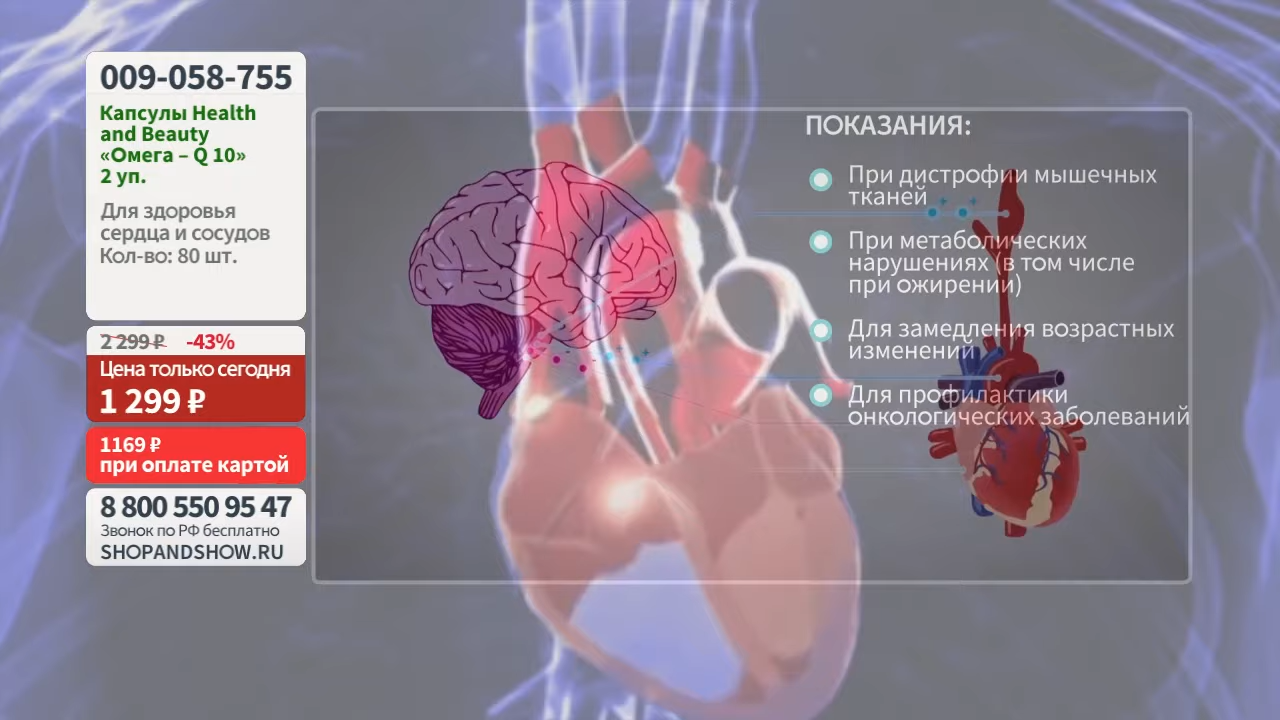 009-058-755
Капсулы Health
and Beauty
«Омега – Q 10»
2 уп.
Для здоровья
сердца и сосудов
Кол-во: 80 шт.
2 299 ₽ -43%
Цена только сегодня
1 299 ₽
1169 ₽
при оплате картой
8 800 550 95 47
Звонок по РФ бесплатно
SHOPANDSHOW.RU
ПОКАЗАНИЯ:
При дистрофии мышечных
тканей
При метаболических
нарушениях (в том числе
при ожирении)
Для замедления возрастных
изменений
Для профилактики
онкологических заболеваний